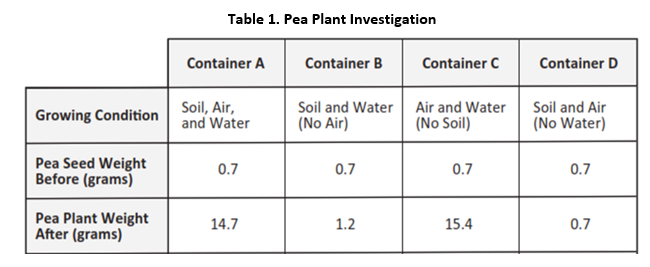 Table 1. Pea Plant Investigation
Container A Container B Container C Container D
Growing Condition Soil, Air, and Water Soil and Water (No Air) Air and Water (No Soil) Soil and Air (No Water)
Pea Seed Weight Before (grams) 0.7 0.7 0.7 0.7
Pea Plant Weight After (grams) 14.7 1.2 15.4 0.7